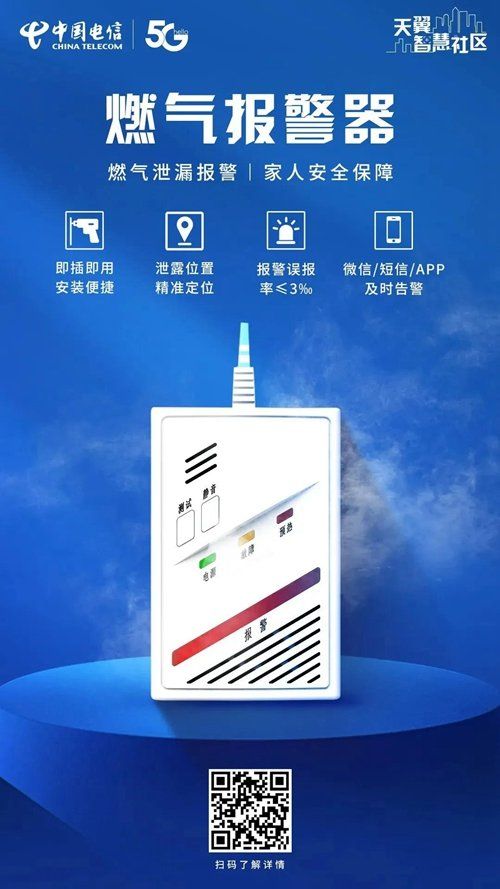 中国电信
CHINA TELECOM
5G
hello
天翼
智慧社区
燃气报警器
燃气泄漏报警｜家人安全保障
即插即用
安装便捷
泄露位置
精准定位
报警误报
率≤3‰
微信/短信/APP
及时告警
测试
静音
电源
故障
预热
报警
扫码了解详情